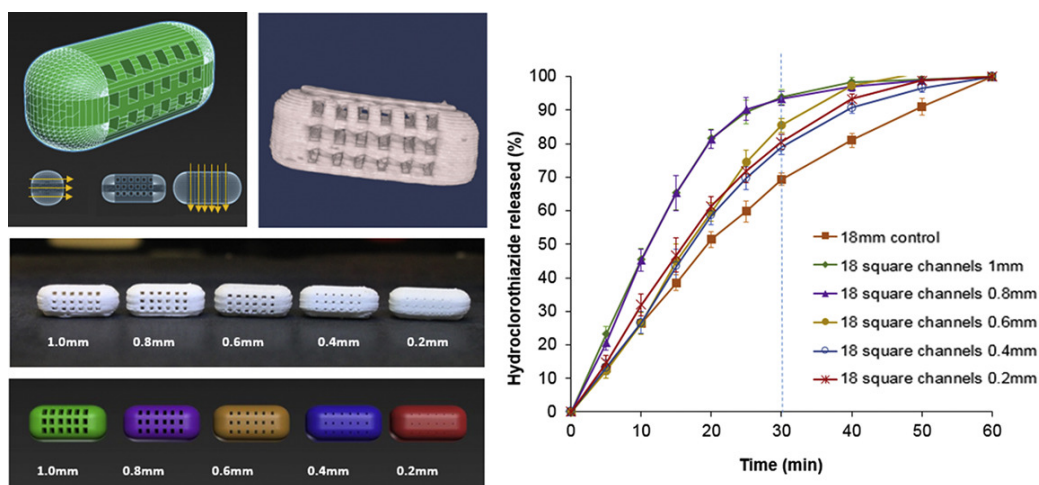 1.0mm 0.8mm 0.6mm 0.4mm 0.2mm
1.0mm 0.8mm 0.6mm 0.4mm 0.2mm
Hydroclorothiazide released (%)
100
90
80
70
60
50
40
30
20
10
0
18mm control
18 square channels 1mm
18 square channels 0.8mm
18 square channels 0.6mm
18 square channels 0.4mm
18 square channels 0.2mm
0 10 20 30 40 50 60
Time (min)